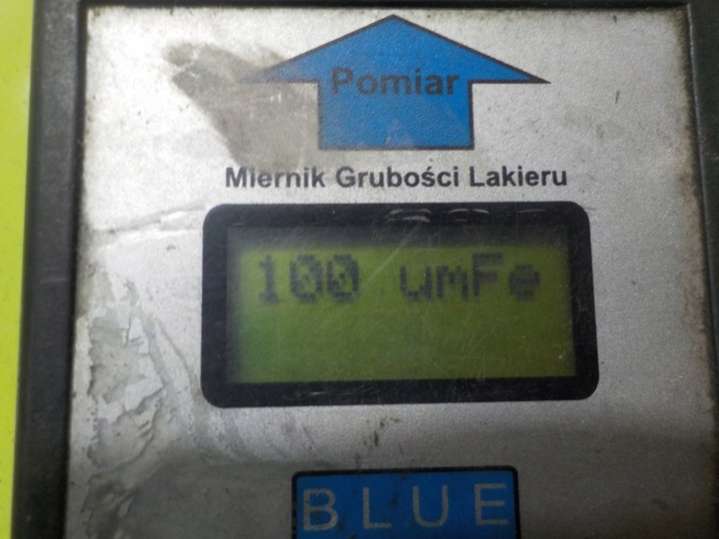 Pomiar
Miernik Grubości Lakieru
100 umFe
BLUE